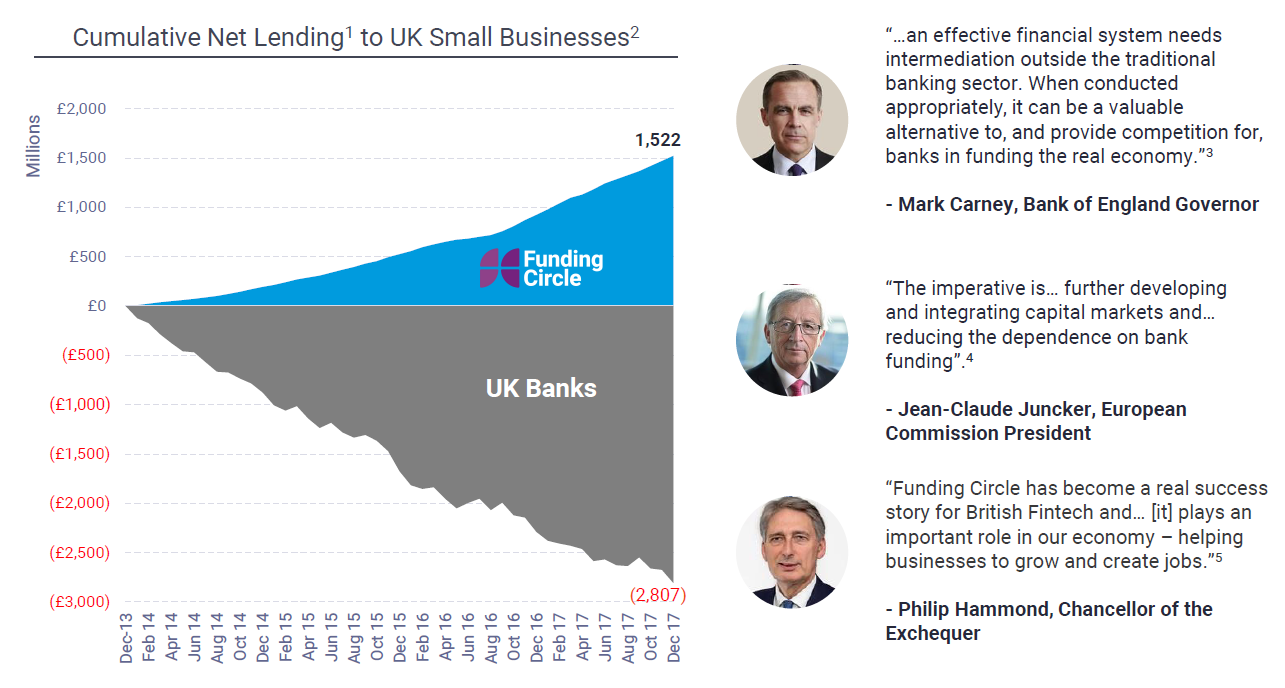 Cumulative Net Lending¹ to UK Small Businesses²
Millions
£2,000
£1,500
£1,000
£500
£0
(£500)
(£1,000)
(£1,500)
(£2,000)
(£2,500)
(£3,000)
1,522
Funding
Circle
UK Banks
(2,807)
Dec-13
Feb 14
Apr 14
Jun 14
Aug 14
Oct 14
Dec 14
Feb 15
Apr 15
Jun 15
Aug 15
Oct 15
Dec 15
Feb 16
Apr 16
Jun 16
Aug 16
Oct 16
Dec 16
Feb 17
Apr 17
Jun 17
Aug 17
Oct 17
Dec 17
“…an effective financial system needs
intermediation outside the traditional
banking sector. When conducted
appropriately, it can be a valuable
alternative to, and provide competition for,
banks in funding the real economy.”³
- Mark Carney, Bank of England Governor
“The imperative is… further developing
and integrating capital markets and…
reducing the dependence on bank
funding”.⁴
- Jean-Claude Juncker, European
Commission President
“Funding Circle has become a real success
story for British Fintech and… [it] plays an
important role in our economy – helping
businesses to grow and create jobs.”⁵
- Philip Hammond, Chancellor of the
Exchequer